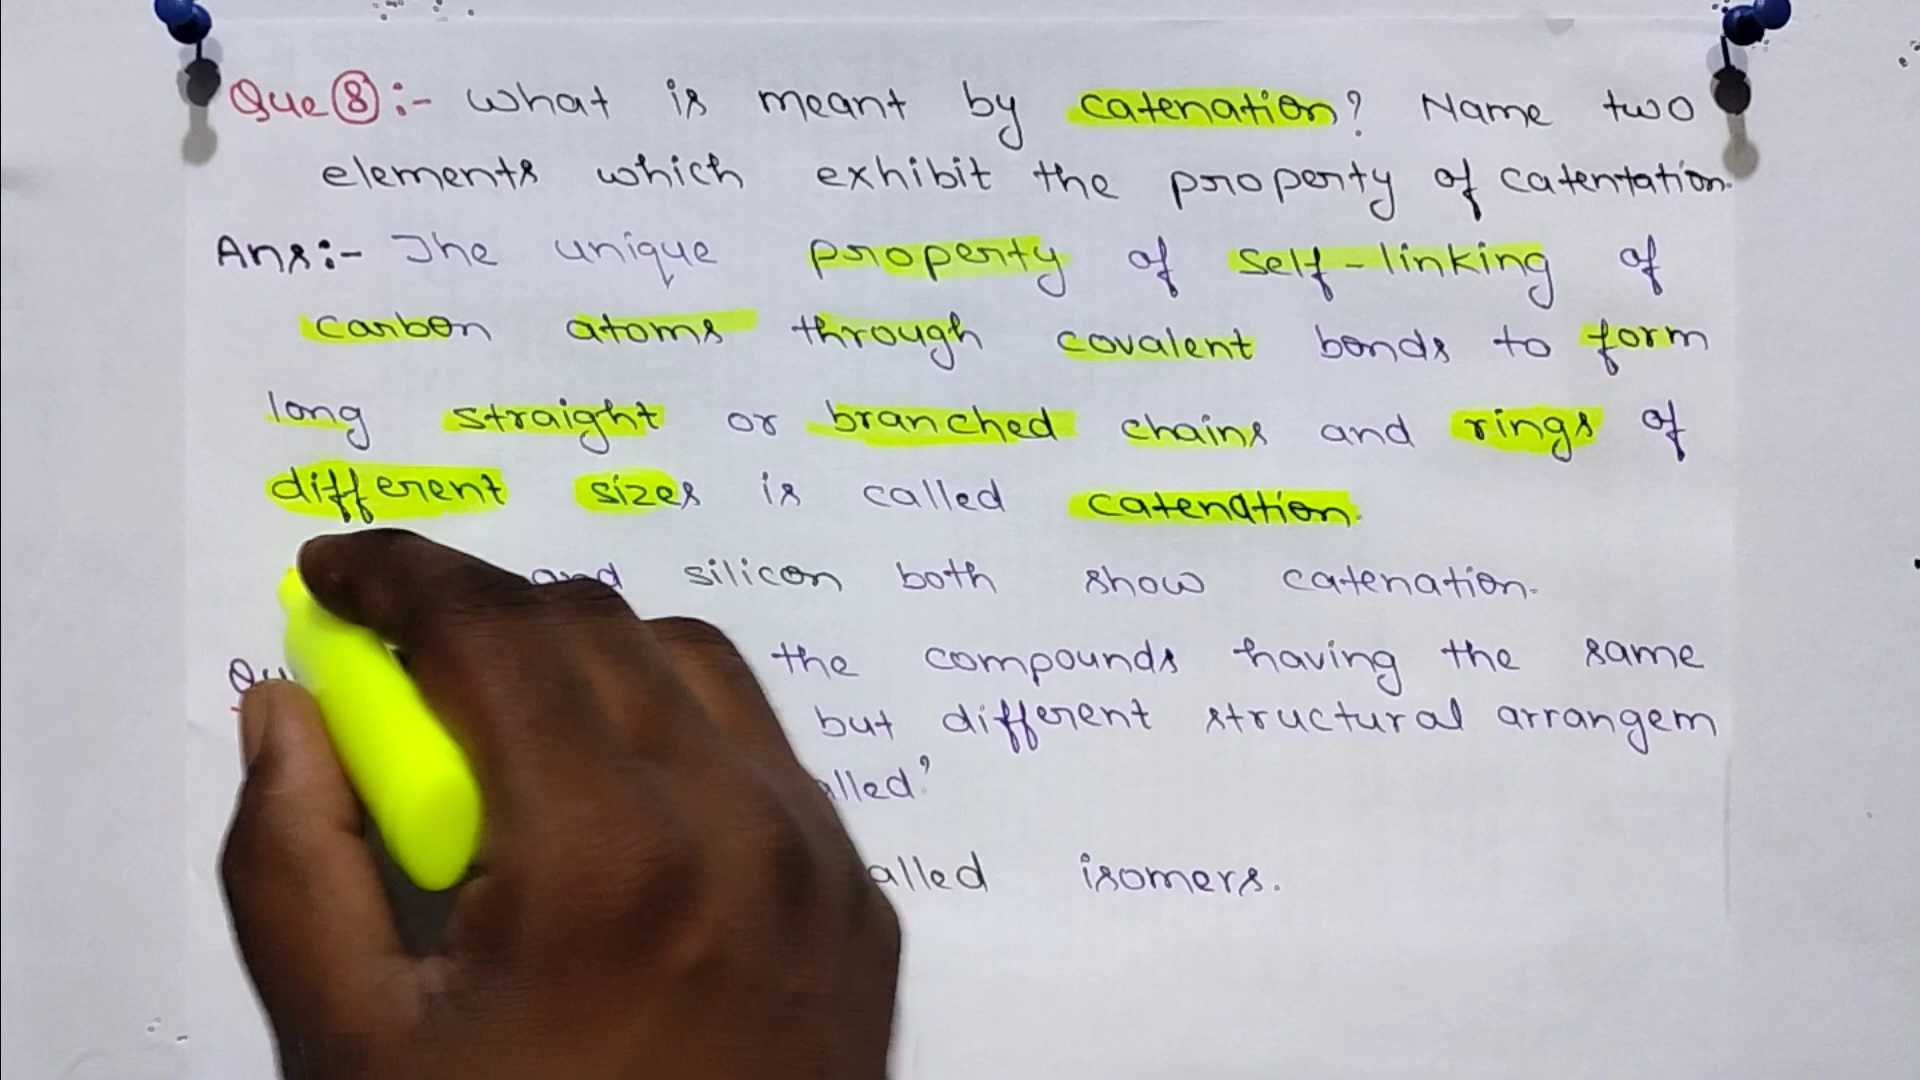 Que 8:- What is meant by catenation? Name two
elements which exhibit the property of catentation.
Ans:- The unique property of self-linking of
carbon atoms through covalent bonds to form
long straight or branched chains and rings of
different sizes is called catenation.
and silicon both show catenation.
the compounds having the same
but different structural arrangem
alled?
alled isomers.